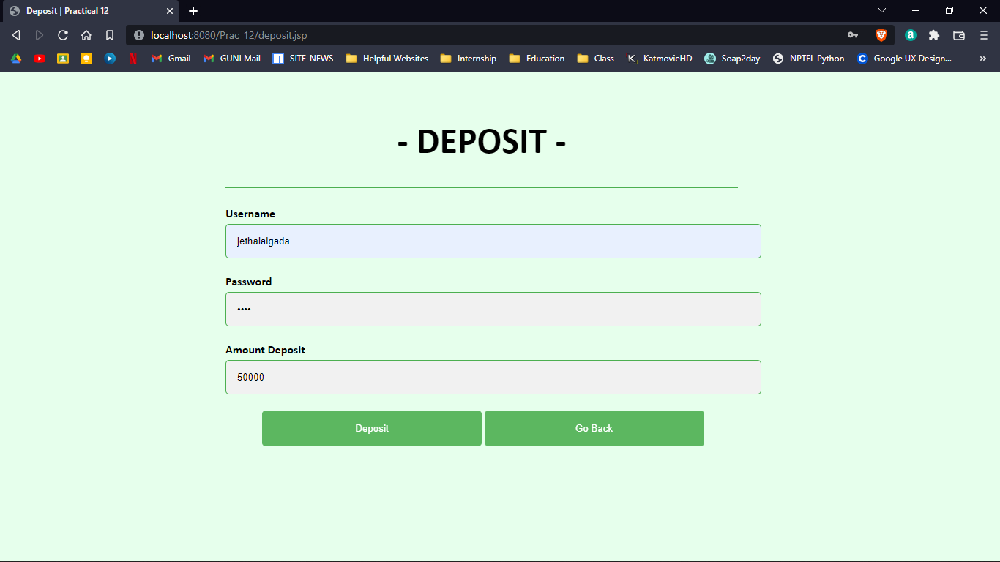 Deposit | Practical 12
localhost:8080/Prac_12/deposit.jsp
Gmail GUNI Mail SITE-NEWS Helpful Websites Internship Education Class KatmovieHD Soap2day NPTEL Python Google UX Design... »
- DEPOSIT -
Username
jethalalgada
Password
••••
Amount Deposit
50000
Deposit Go Back